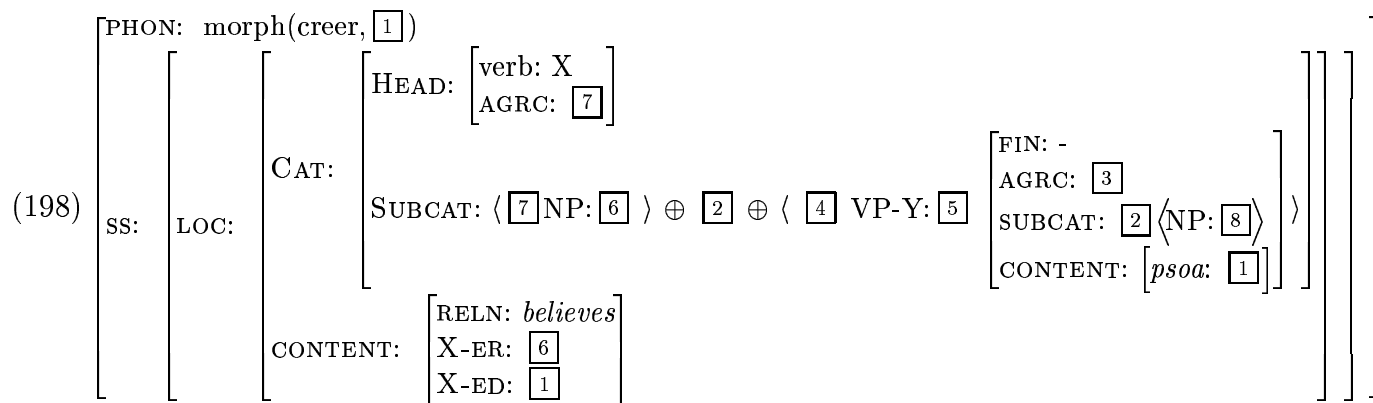 PHON: morph(creer, 1 )
HEAD: verb: X
AGRC: 7
(198) SS: LOC: CAT: SUBCAT: ⟨ 7 NP: 6 ⟩ ⊕ 2 ⊕ ⟨ 4 VP-Y: 5
FIN: -
AGRC: 3
SUBCAT: 2 ⟨NP: 8 ⟩
CONTENT: [psoa: 1 ] ⟩
CONTENT: RELN: believes
X-ER: 6
X-ED: 1